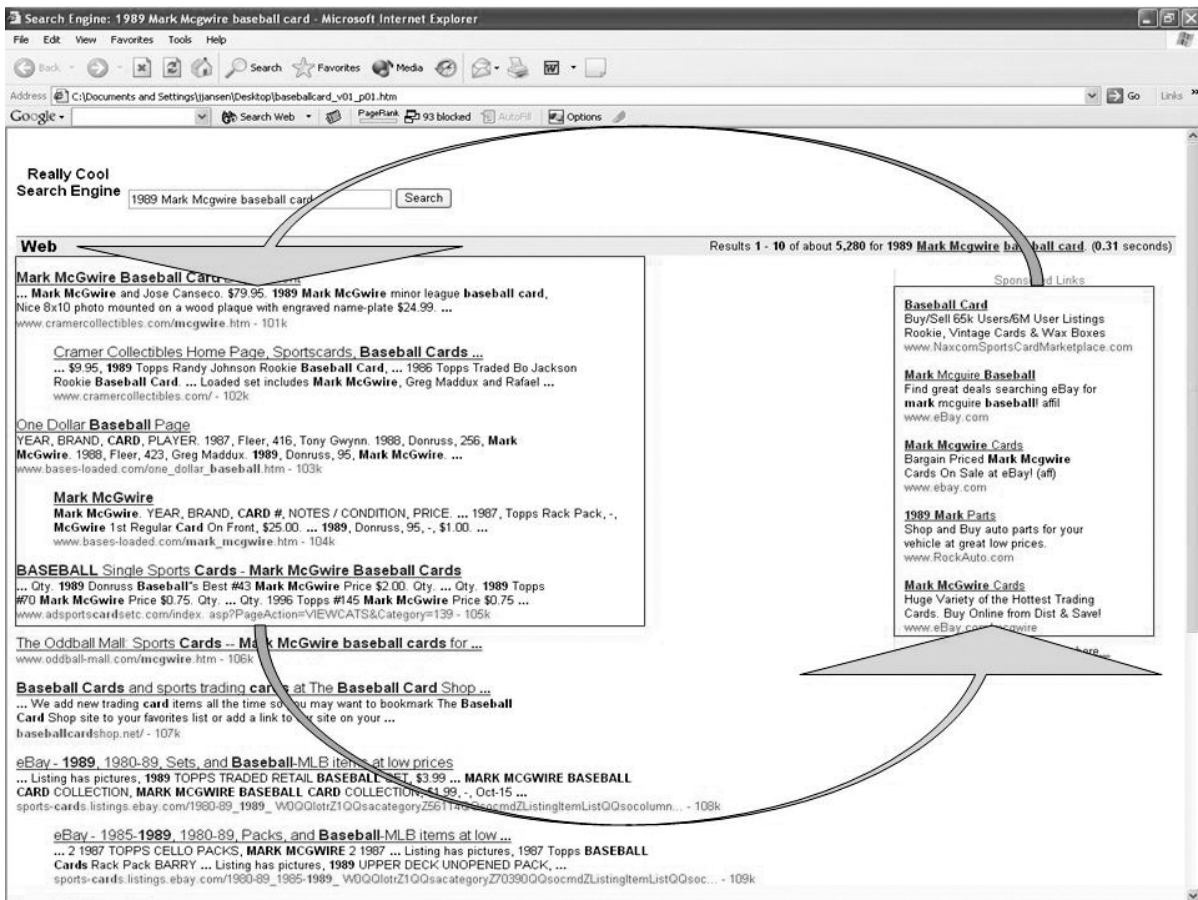 Search Engine: 1989 Mark Mcgwire baseball card - Microsoft Internet Explorer
File Edit View Favorites Tools Help
Back Search Favorites Media
Address C:\Documents and Settings\jjansen\Desktop\baseballcard_v01_p01.htm Go Links »
Google Search Web PageRank 93 blocked AutoFill Options
Really Cool
Search Engine
1989 Mark Mcgwire baseball card Search
Web Results 1 - 10 of about 5,280 for 1989 Mark Mcgwire baseball card. (0.31 seconds)
Mark McGwire Baseball Card
... Mark McGwire and Jose Canseco. $79.95. 1989 Mark McGwire minor league baseball card,
Nice 8x10 photo mounted on a wood plaque with engraved name-plate $24.99. ...
www.cramercollectibles.com/mcgwire.htm - 101k
Cramer Collectibles Home Page, Sportscards, Baseball Cards ...
... $9.95, 1989 Topps Randy Johnson Rookie Baseball Card, ... 1986 Topps Traded Bo Jackson
Rookie Baseball Card. ... Loaded set includes Mark McGwire, Greg Maddux and Rafael ...
www.cramercollectibles.com/ - 102k
One Dollar Baseball Page
YEAR, BRAND, CARD, PLAYER. 1987, Fleer, 416, Tony Gwynn. 1988, Donruss, 256, Mark
McGwire. 1988, Fleer, 423, Greg Maddux. 1989, Donruss, 95, Mark McGwire. ...
www.bases-loaded.com/one_dollar_baseball.htm - 103k
Mark McGwire
Mark McGwire. YEAR, BRAND, CARD #, NOTES / CONDITION, PRICE. ... 1987, Topps Rack Pack, -,
McGwire 1st Regular Card On Front, $25.00. ... 1989, Donruss, 95, -, $1.00. ...
www.bases-loaded.com/mark_mcgwire.htm - 104k
BASEBALL Single Sports Cards - Mark McGwire Baseball Cards
... Qty. 1989 Donruss Baseball"s Best #43 Mark McGwire Price $2.00. Qty. ... Qty. 1989 Topps
#70 Mark McGwire Price $0.75. Qty. ... Qty. 1996 Topps #145 Mark McGwire Price $0.75 ...
www.adsportscardsetc.com/index. asp?PageAction=VIEWCATS&Category=139 - 105k
The Oddball Mall: Sports Cards -- Mark McGwire baseball cards for ...
www.oddball-mall.com/mcgwire.htm - 106k
Baseball Cards and sports trading cards at The Baseball Card Shop ...
... We add new trading card items all the time so you may want to bookmark The Baseball
Card Shop site to your favorites list or add a link to our site on your ...
baseballcardshop.net/ - 107k
eBay - 1989, 1980-89, Sets, and Baseball-MLB items at low prices
... Listing has pictures, 1989 TOPPS TRADED RETAIL BASEBALL SET, $3.99 ... MARK MCGWIRE BASEBALL
CARD COLLECTION, MARK MCGWIRE BASEBALL CARD COLLECTION, $1.99, -, Oct-15 ...
sports-cards.listings.ebay.com/1980-89_1989_ W0QQlotrZ1QQsacategoryZ56114QQsocmdZListingItemListQQsocolumn... - 108k
eBay - 1985-1989, 1980-89, Packs, and Baseball-MLB items at low ...
... 2 1987 TOPPS CELLO PACKS, MARK MCGWIRE 2 1987 ... Listing has pictures, 1987 Topps BASEBALL
Cards Rack Pack BARRY ... Listing has pictures, 1989 UPPER DECK UNOPENED PACK, ...
sports-cards.listings.ebay.com/1980-89_1985-1989_ W0QQlotrZ1QQsacategoryZ70390QQsocmdZListingItemListQQsoc... - 109k
Sponsored Links
Baseball Card
Buy/Sell 65k Users/6M User Listings
Rookie, Vintage Cards & Wax Boxes
www.NaxcomSportsCardMarketplace.com
Mark Mcguire Baseball
Find great deals searching eBay for
mark mcguire baseball! affil
www.eBay.com
Mark Mcgwire Cards
Bargain Priced Mark Mcgwire
Cards On Sale at eBay! (aff)
www.ebay.com
1989 Mark Parts
Shop and Buy auto parts for your
vehicle at great low prices.
www.RockAuto.com
Mark McGwire Cards
Huge Variety of the Hottest Trading
Cards. Buy Online from Dist & Save!
www.eBay.com/mcgwire